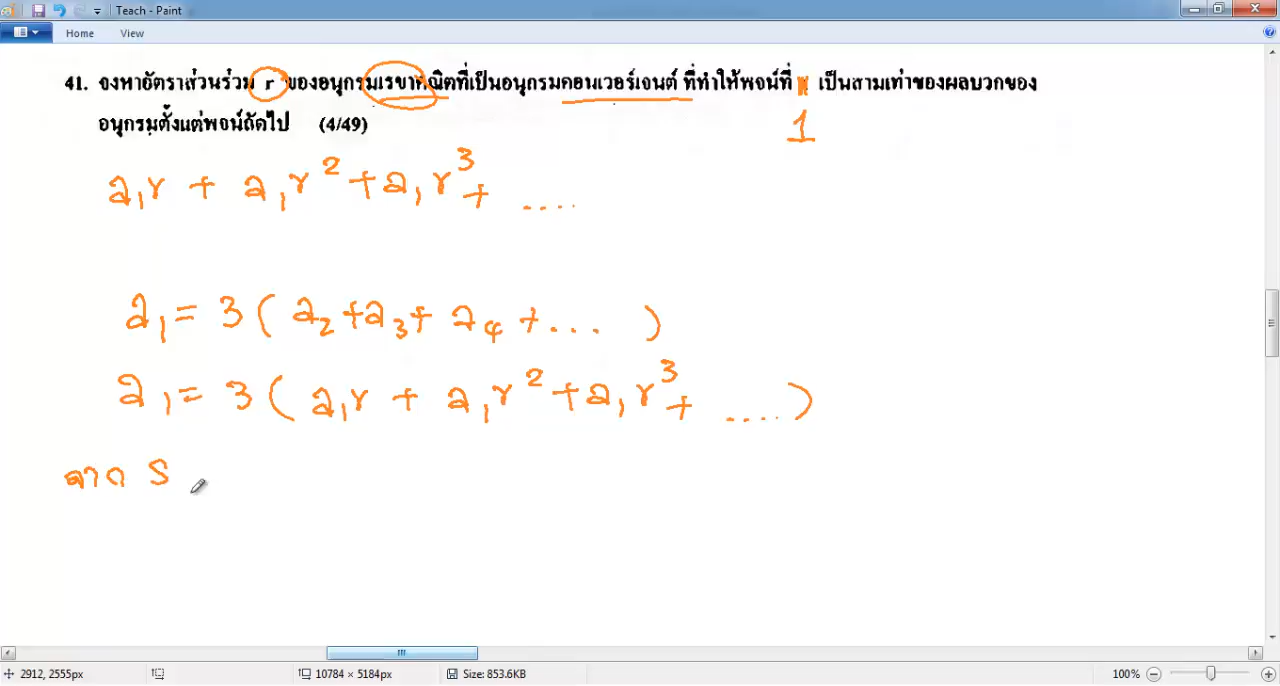 Teach - Paint
Home View
41. จงหาอัตราส่วนร่วม r ของอนุกรมเรขาคณิตที่เป็นอนุกรมคอนเวอร์เจนต์ ที่ทำให้พจน์ที่ เป็นสามเท่าของผลบวกของ
1
อนุกรมตั้งแต่พจน์ถัดไป (4/49)
a₁r + a₁r² + a₁r³ + ....
a₁ = 3 ( a₂ + a₃ + a₄ + ... )
a₁ = 3 ( a₁r + a₁r² + a₁r³ + .... )
จาก S
2912, 2555px 10784 × 5184px Size: 853.6KB 100%